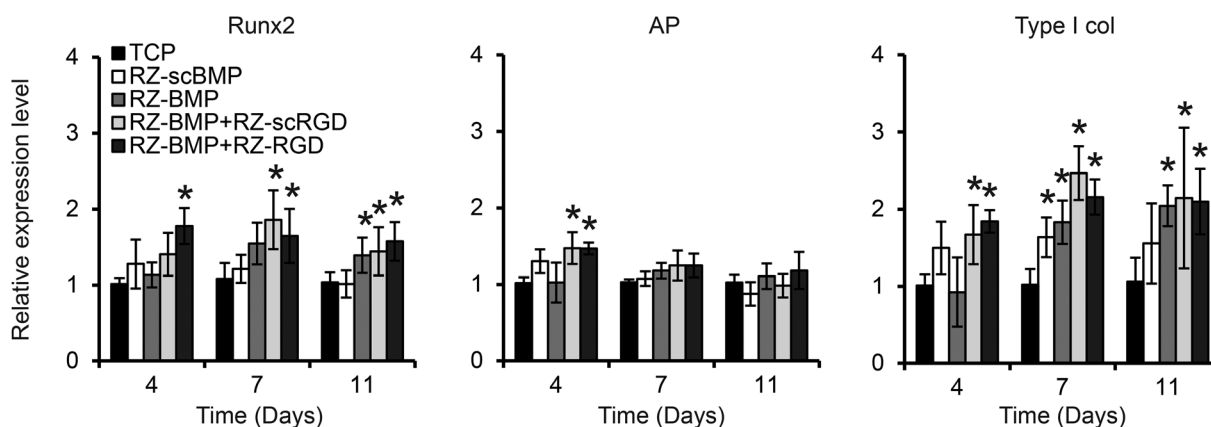 Runx2
AP
Type I col
Relative expression level
4
3
2
1
0
TCP
RZ-scBMP
RZ-BMP
RZ-BMP+RZ-scRGD
RZ-BMP+RZ-RGD
*
* *
* * *
4 7 11
Time (Days)
4
3
2
1
0
* *
4 7 11
Time (Days)
4
3
2
1
0
* *
* * * *
* * *
4 7 11
Time (Days)